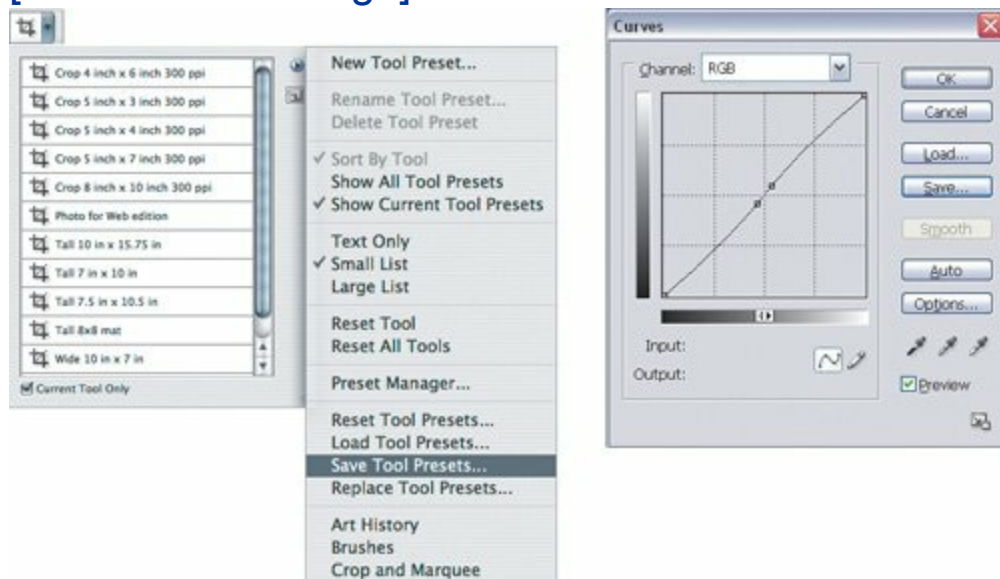 Crop 4 inch x 6 inch 300 ppi
Crop 5 inch x 3 inch 300 ppi
Crop 5 inch x 4 inch 300 ppi
Crop 5 inch x 7 inch 300 ppi
Crop 8 inch x 10 inch 300 ppi
Photo for Web edition
Tall 10 in x 15.75 in
Tall 7 in x 10 in
Tall 7.5 in x 10.5 in
Tall 8x8 mat
Wide 10 in x 7 in
Current Tool Only
New Tool Preset...
Rename Tool Preset...
Delete Tool Preset
Sort By Tool
Show All Tool Presets
Show Current Tool Presets
Text Only
Small List
Large List
Reset Tool
Reset All Tools
Preset Manager...
Reset Tool Presets...
Load Tool Presets...
Save Tool Presets...
Replace Tool Presets...
Art History
Brushes
Crop and Marquee
Curves
Channel: RGB
OK
Cancel
Load...
Save...
Smooth
Auto
Options...
Input:
Output:
Preview